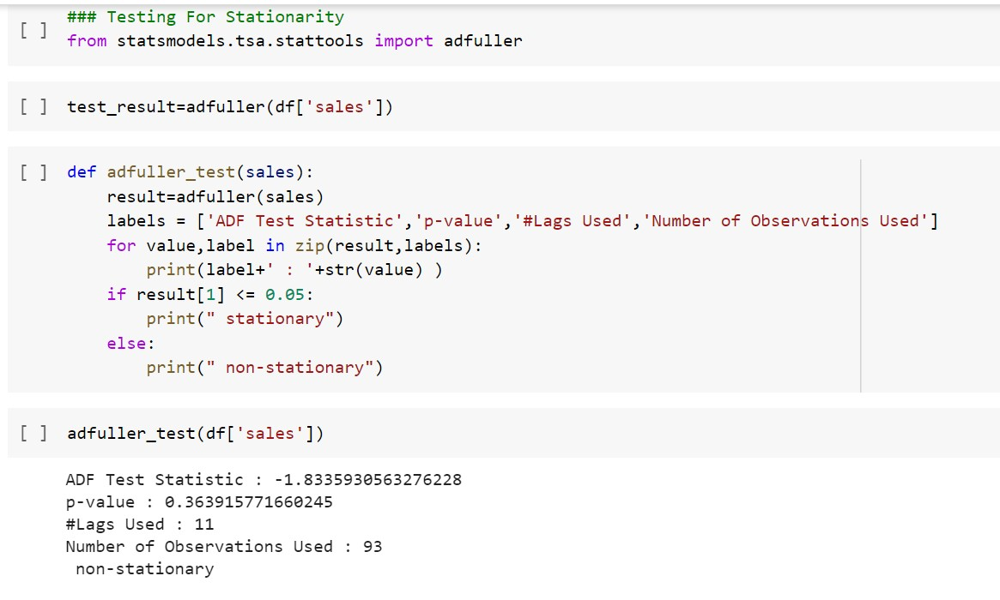 ### Testing For Stationarity
[ ] from statsmodels.tsa.stattools import adfuller
[ ] test_result=adfuller(df['sales'])
[ ] def adfuller_test(sales):
    result=adfuller(sales)
    labels = ['ADF Test Statistic','p-value','#Lags Used','Number of Observations Used']
    for value,label in zip(result,labels):
        print(label+' : '+str(value) )
    if result[1] <= 0.05:
        print(" stationary")
    else:
        print(" non-stationary")
[ ] adfuller_test(df['sales'])
ADF Test Statistic : -1.8335930563276228
p-value : 0.363915771660245
#Lags Used : 11
Number of Observations Used : 93
 non-stationary